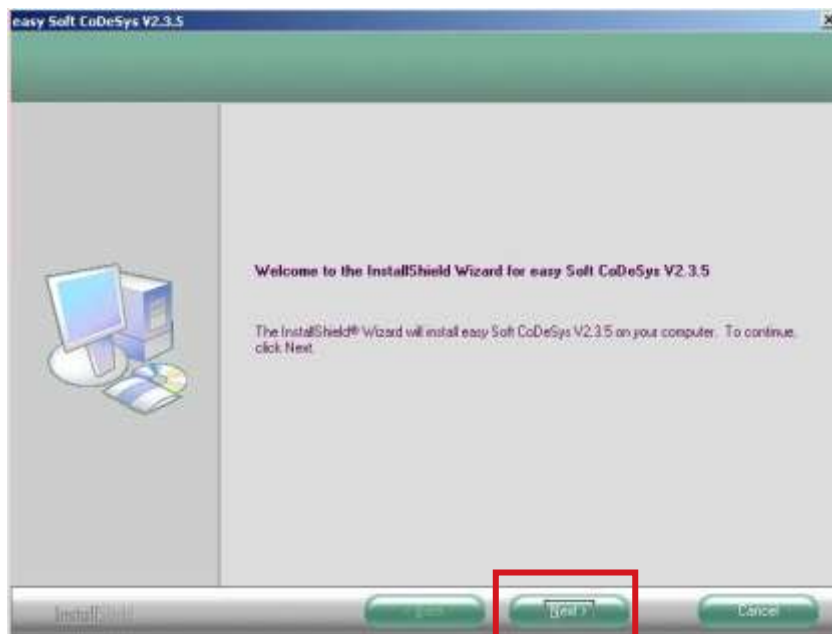 easy Soft CoDeSys V2.3.5
Welcome to the InstallShield Wizard for easy Soft CoDeSys V2.3.5
The InstallShield® Wizard will install easy Soft CoDeSys V2.3.5 on your computer. To continue,
click Next.
InstallShield
< Back
Next >
Cancel